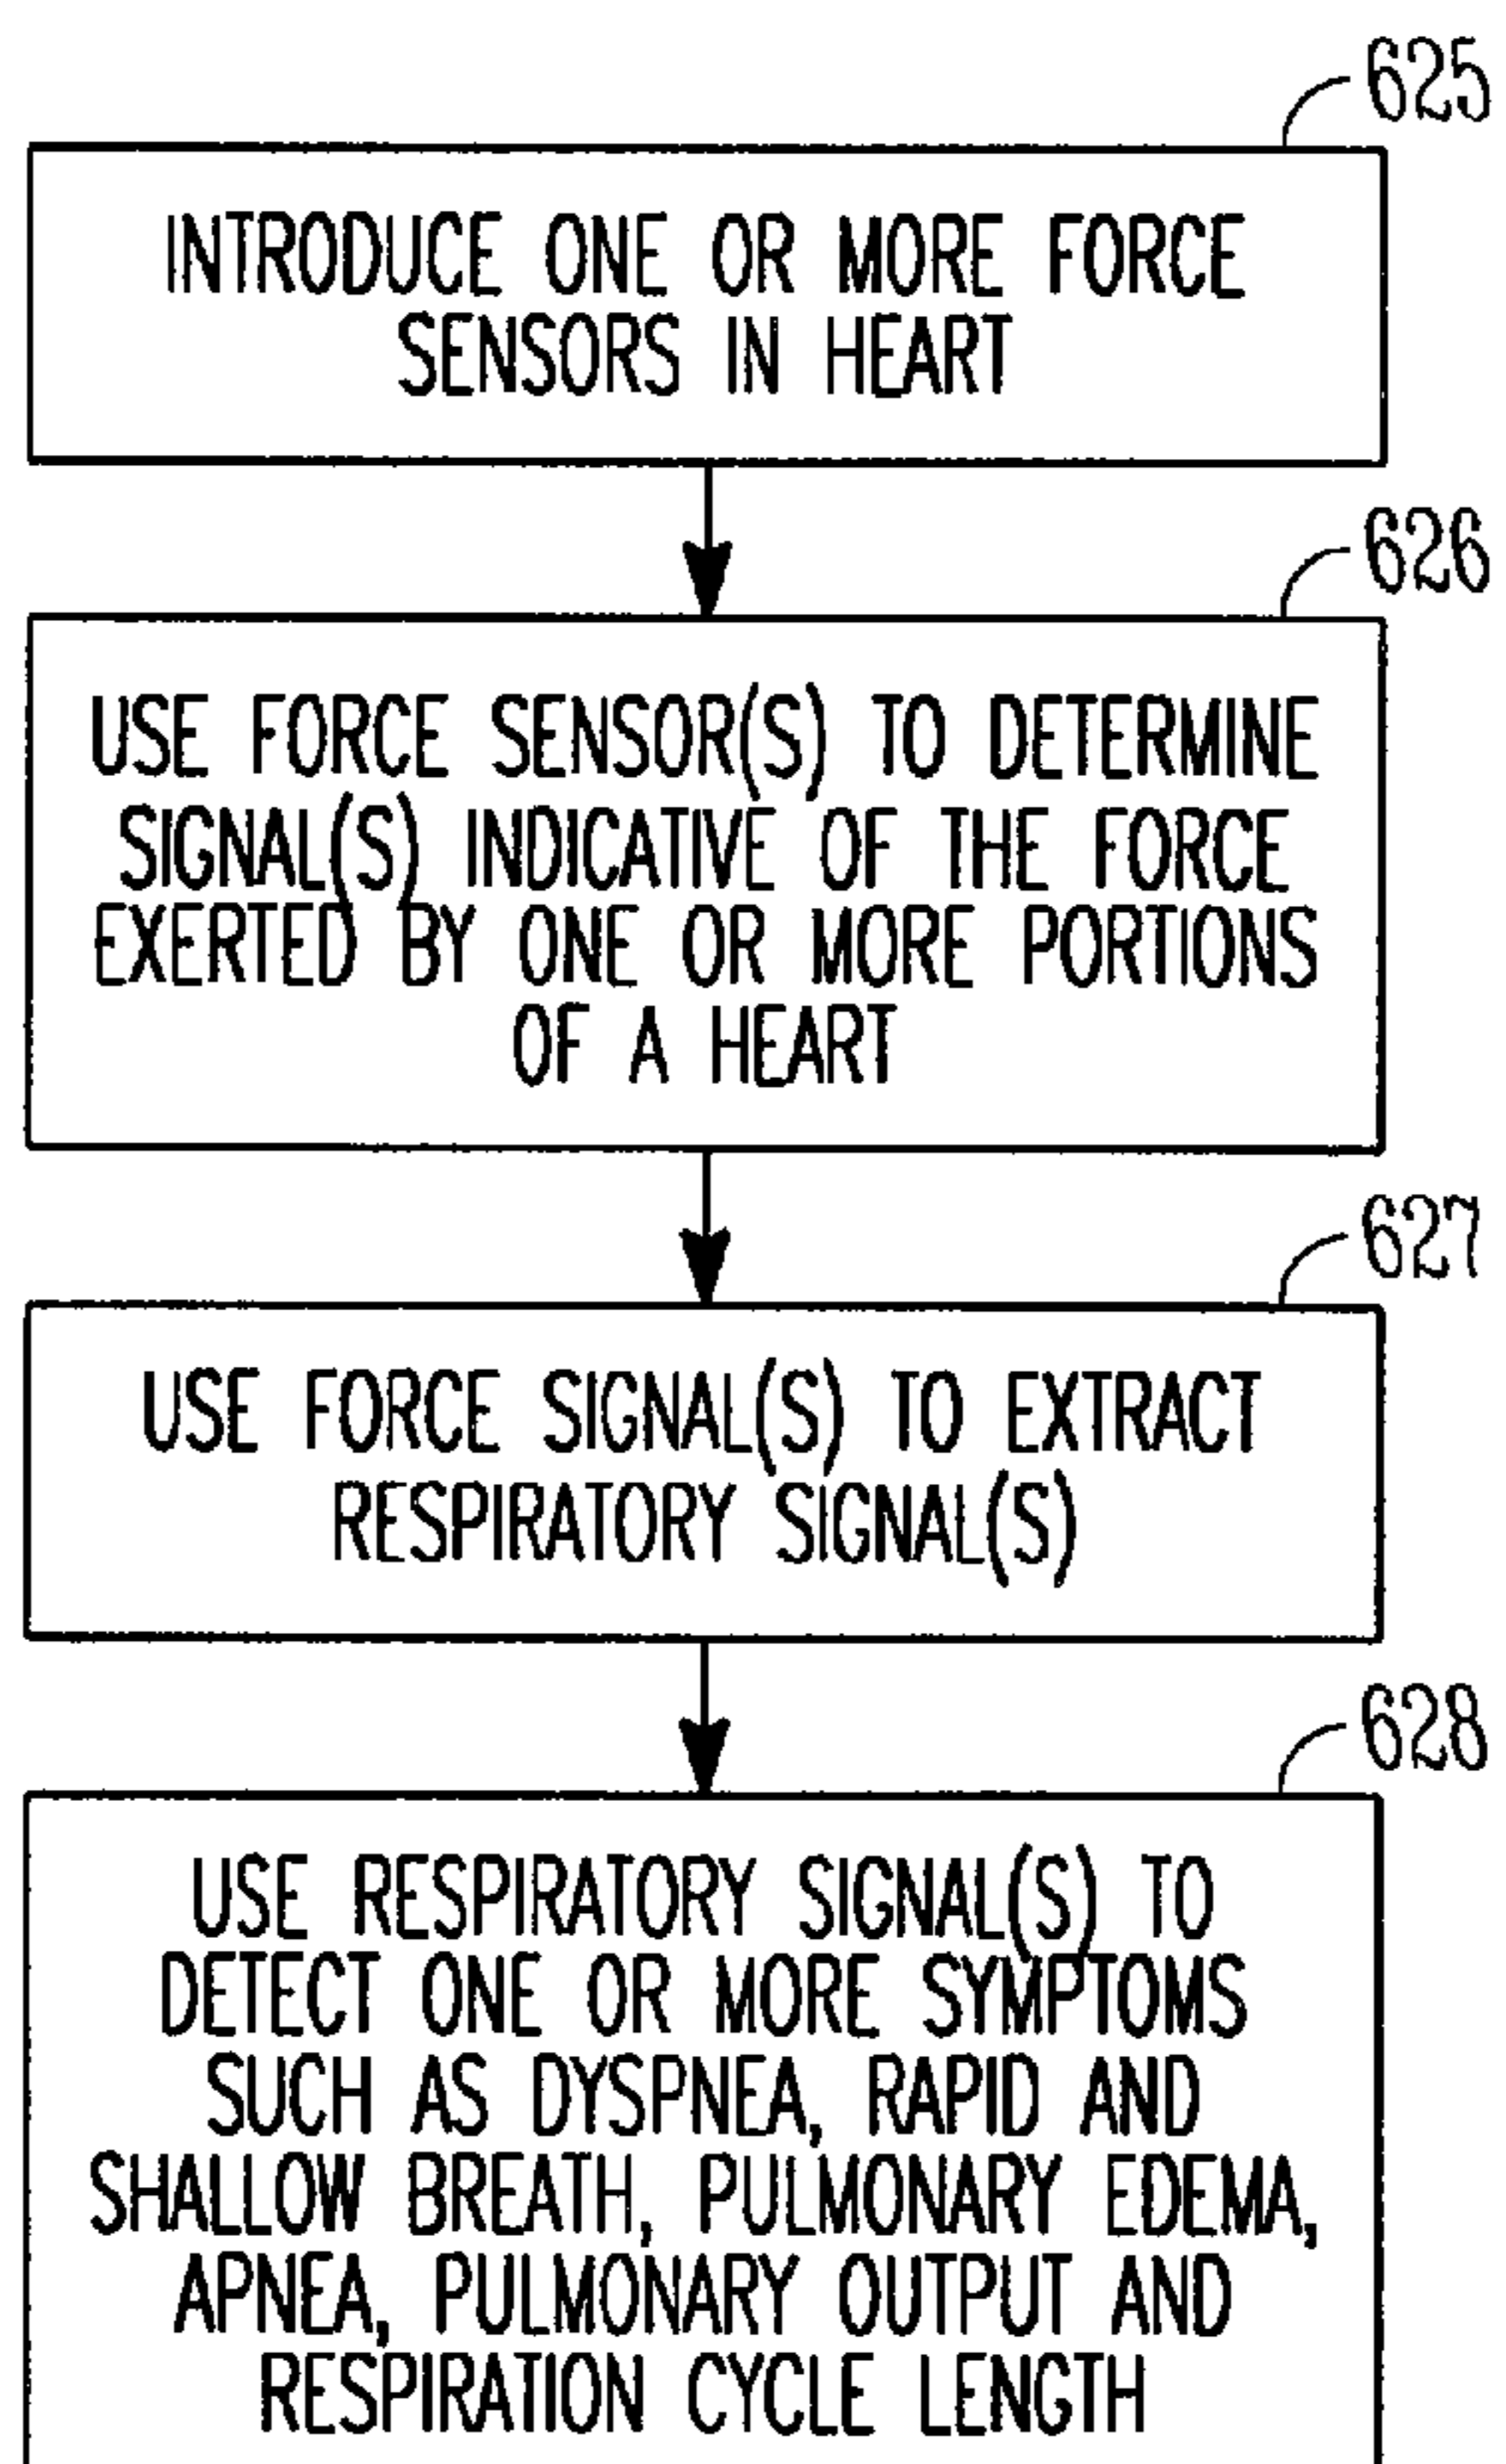 625
INTRODUCE ONE OR MORE FORCE
SENSORS IN HEART
626
USE FORCE SENSOR(S) TO DETERMINE
SIGNAL(S) INDICATIVE OF THE FORCE
EXERTED BY ONE OR MORE PORTIONS
OF A HEART
627
USE FORCE SIGNAL(S) TO EXTRACT
RESPIRATORY SIGNAL(S)
628
USE RESPIRATORY SIGNAL(S) TO
DETECT ONE OR MORE SYMPTOMS
SUCH AS DYSPNEA, RAPID AND
SHALLOW BREATH, PULMONARY EDEMA,
APNEA, PULMONARY OUTPUT AND
RESPIRATION CYCLE LENGTH